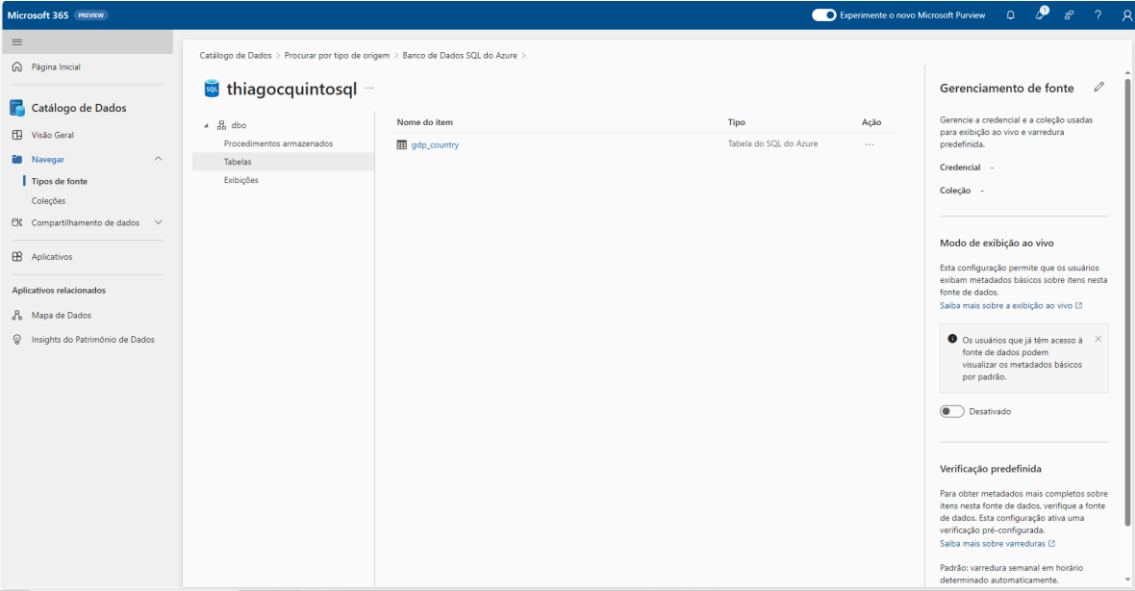 Microsoft 365 PREVIEW
Experimente o novo Microsoft Purview
1
?
Página Inicial
Catálogo de Dados
Visão Geral
Navegar
Tipos de fonte
Coleções
Compartilhamento de dados
Aplicativos
Aplicativos relacionados
Mapa de Dados
Insights do Patrimônio de Dados
Catálogo de Dados > Procurar por tipo de origem > Banco de Dados SQL do Azure >
SQL thiagocquintosql ...
dbo
Procedimentos armazenados
Tabelas
Exibições
Nome do item Tipo Ação
gdp_country Tabela do SQL do Azure ...
Gerenciamento de fonte
Gerencie a credencial e a coleção usadas
para exibição ao vivo e varredura
predefinida.
Credencial -
Coleção -
Modo de exibição ao vivo
Esta configuração permite que os usuários
exibam metadados básicos sobre itens nesta
fonte de dados.
Saiba mais sobre a exibição ao vivo
Os usuários que já têm acesso à
fonte de dados podem
visualizar os metadados básicos
por padrão.
Desativado
Verificação predefinida
Para obter metadados mais completos sobre
itens nesta fonte de dados, verifique a fonte
de dados. Esta configuração ativa uma
verificação pré-configurada.
Saiba mais sobre varreduras
Padrão: varredura semanal em horário
determinado automaticamente.